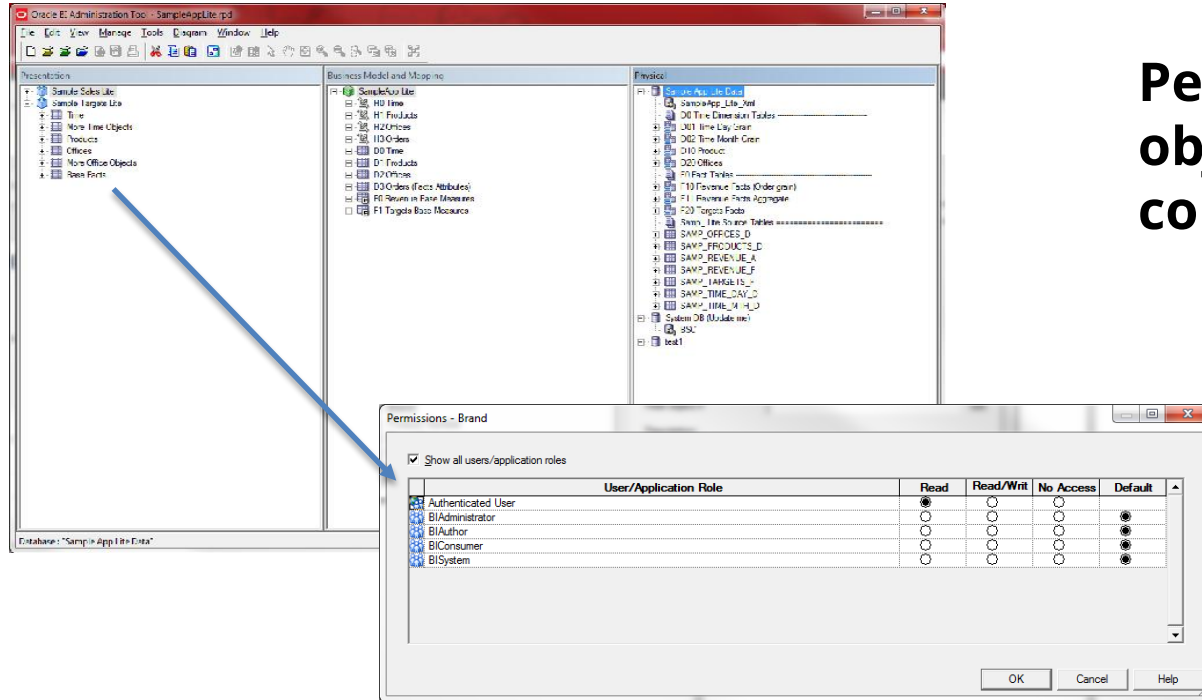 Oracle BI Administration Tool - SampleAppLite.rpd
File Edit View Manage Tools Diagram Window Help
Presentation
Sample Sales Lite
Sample Targets Lite
Time
More Time Objects
Products
Offices
More Office Objects
Base Facts
Business Model and Mapping
SampleApp Lite
H0 Time
H1 Products
H2 Offices
H3 Orders
D0 Time
D1 Products
D2 Offices
D3 Orders (Facts Attributes)
F0 Revenue Base Measures
F1 Targets Base Measures
Physical
Sample App Lite Data
SampleApp_Lite_Xml
D0 Time Dimension Tables --------------------------------
D01 Time Day Grain
D02 Time Month Grain
D10 Product
D20 Offices
F0 Fact Tables --------------------------------
F10 Revenue Facts (Order grain)
F11 Revenue Facts Aggregate
F20 Targets Facts
Samp_ Lite Source Tables =========================
SAMP_OFFICES_D
SAMP_PRODUCTS_D
SAMP_REVENUE_A
SAMP_REVENUE_F
SAMP_TARGETS_F
SAMP_TIME_DAY_D
SAMP_TIME_MTH_D
System DB (Update me)
test1
Database : "Sample App Lite Data"
Pe
ob
co
Permissions - Brand
Show all users/application roles
User/Application Role Read Read/Writ No Access Default
Authenticated User
BIAdministrator
BIAuthor
BIConsumer
BISystem
OK Cancel Help